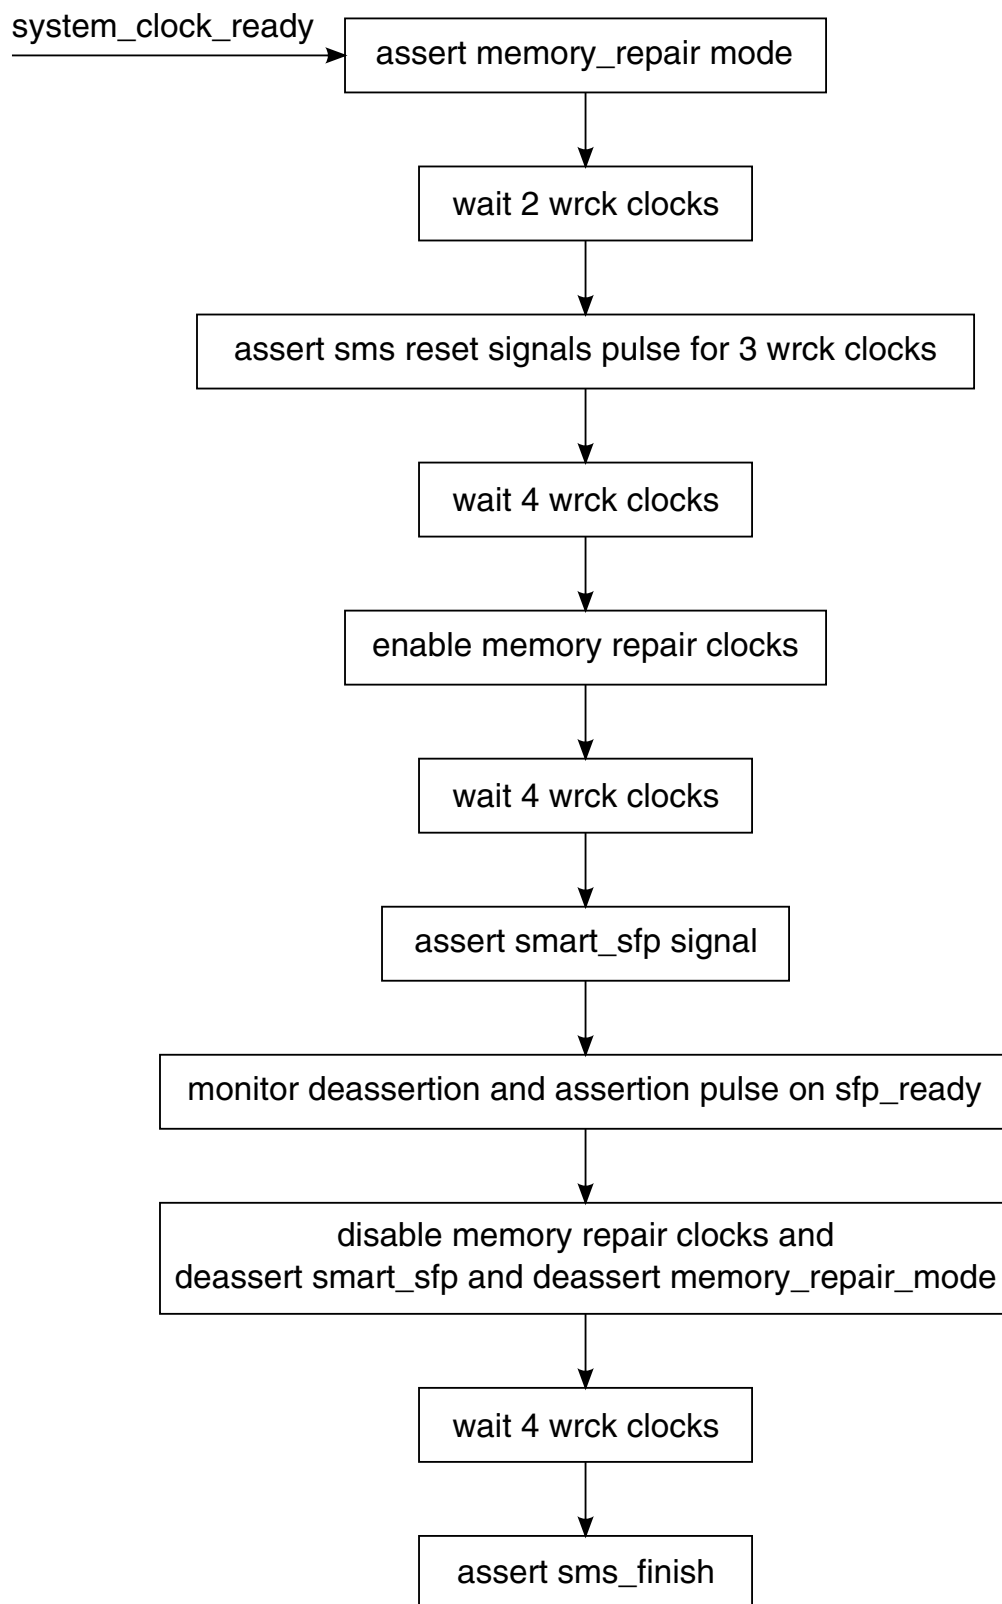 system_clock_ready
assert memory_repair mode
wait 2 wrck clocks
assert sms reset signals pulse for 3 wrck clocks
wait 4 wrck clocks
enable memory repair clocks
wait 4 wrck clocks
assert smart_sfp signal
monitor deassertion and assertion pulse on sfp_ready
disable memory repair clocks and
deassert smart_sfp and deassert memory_repair_mode
wait 4 wrck clocks
assert sms_finish